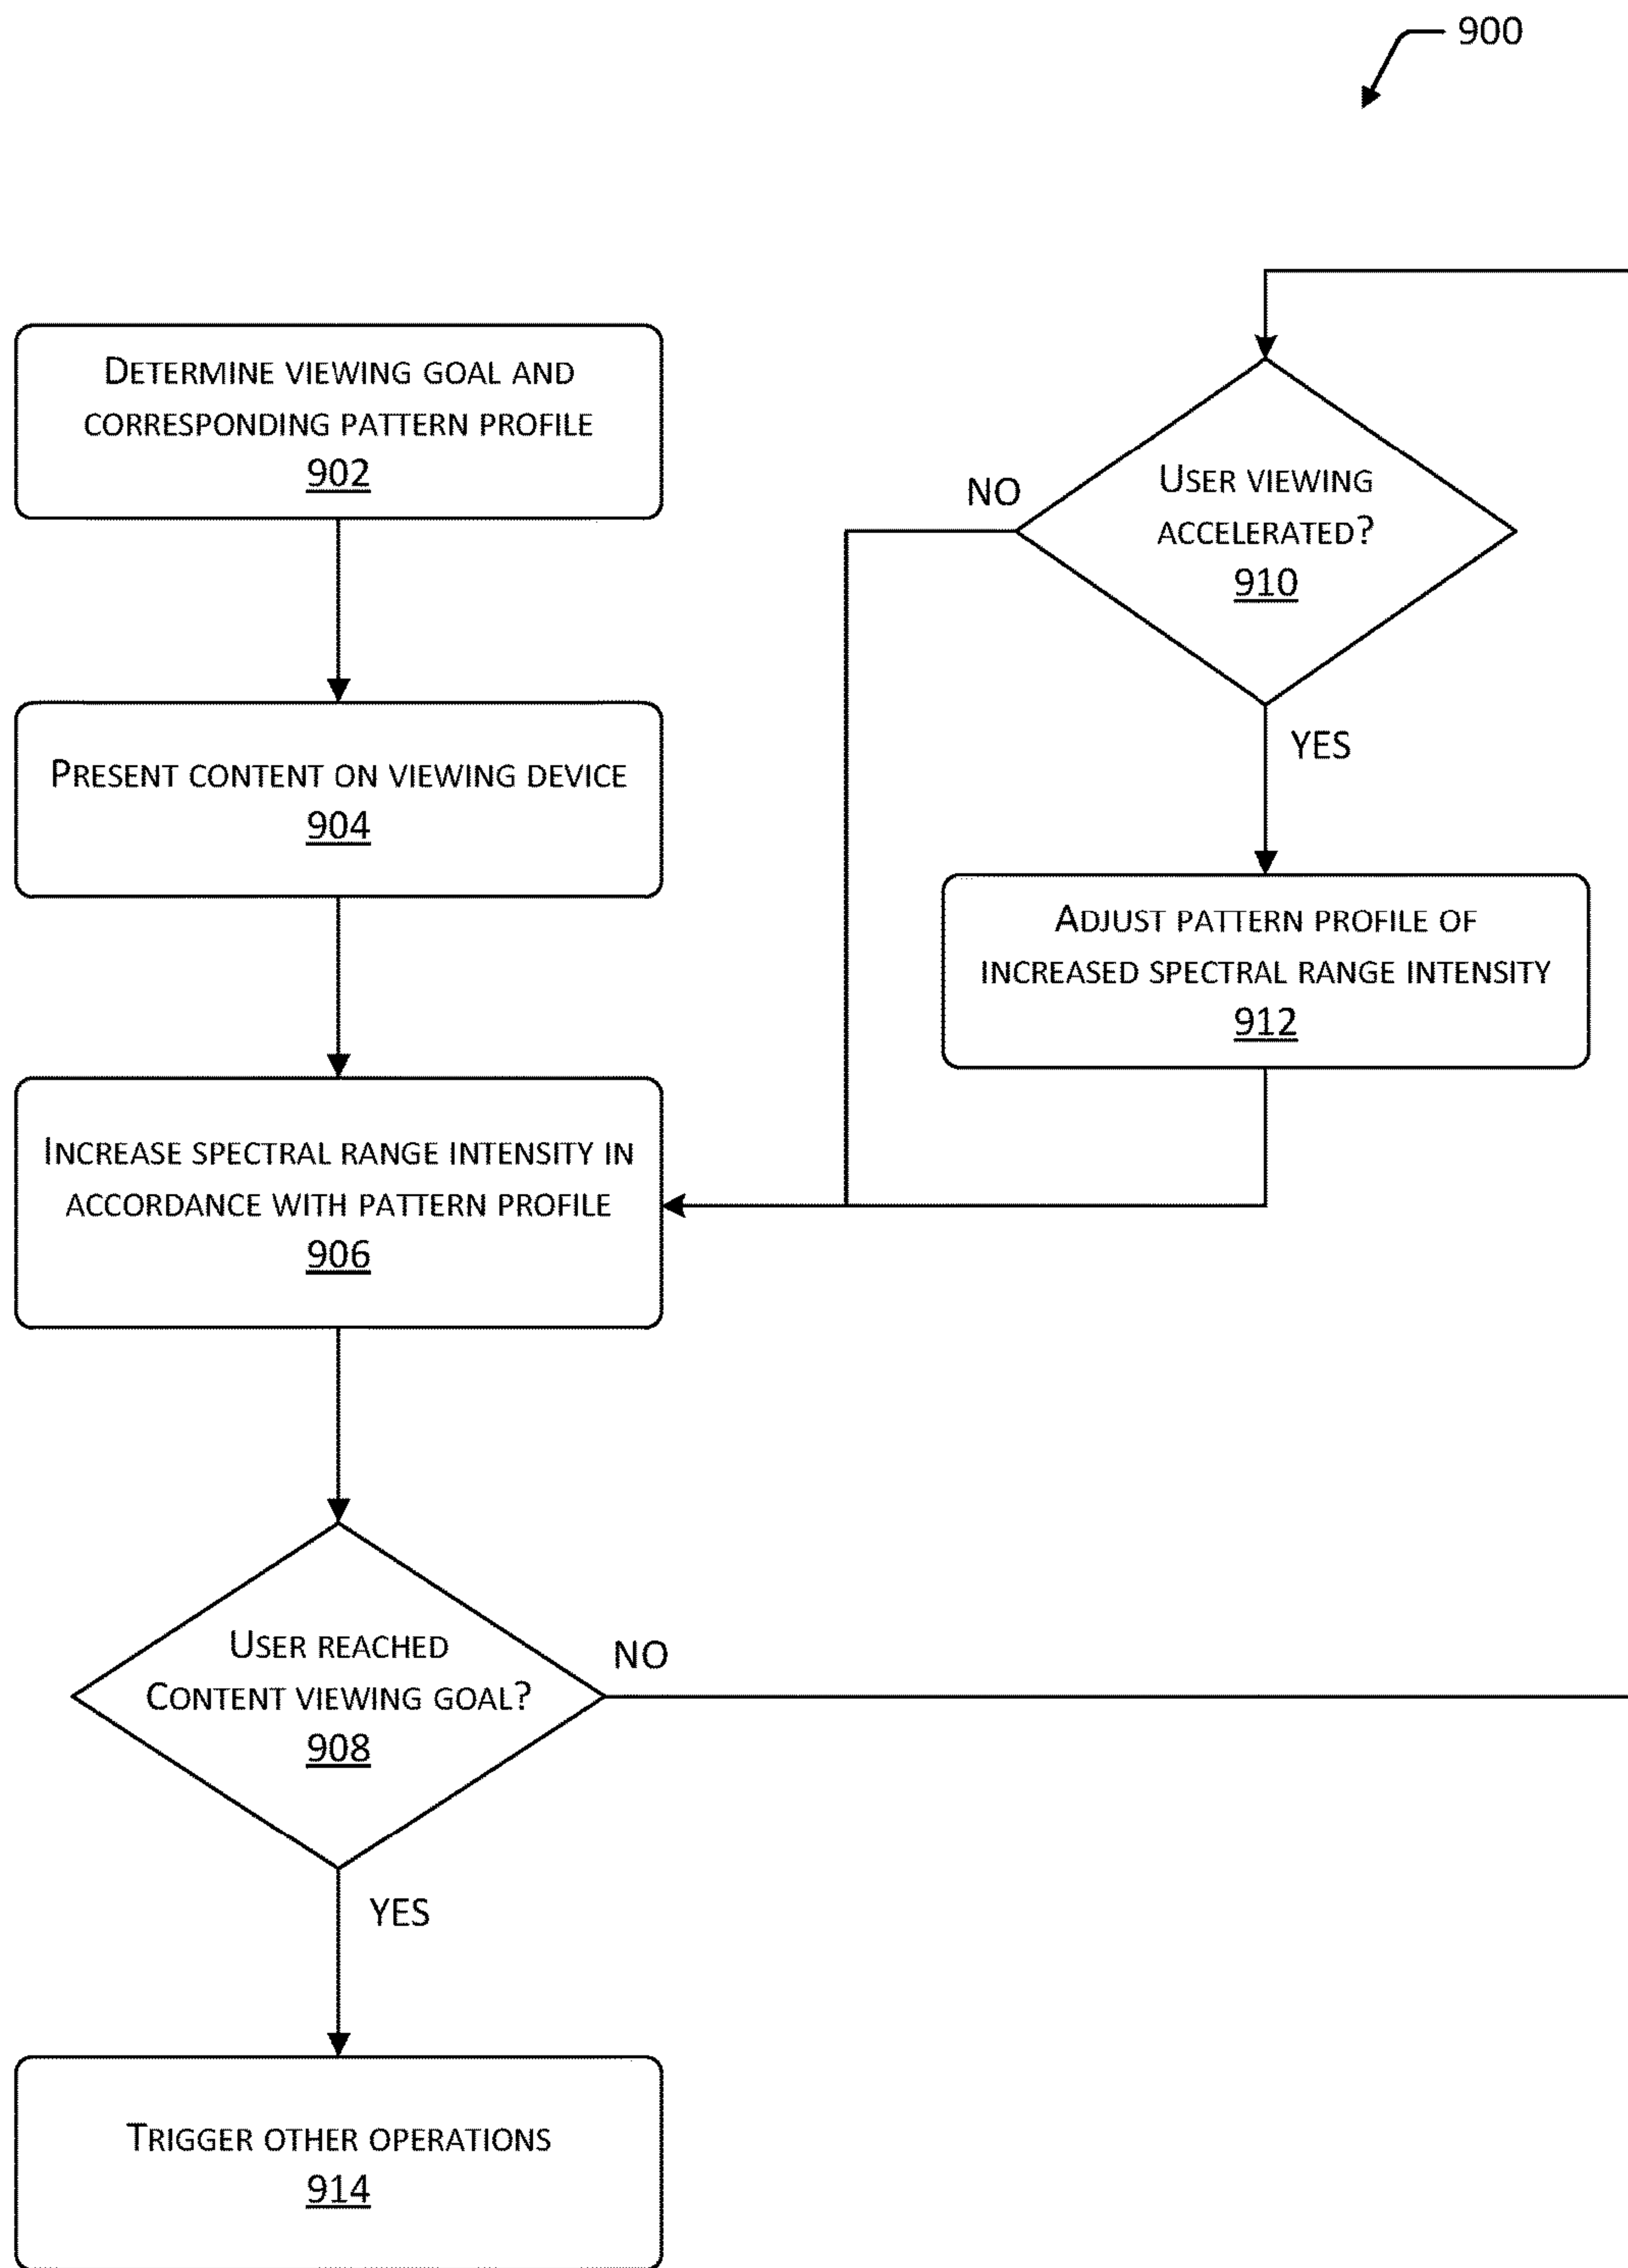 900
Determine viewing goal and
corresponding pattern profile
902
Present content on viewing device
904
Increase spectral range intensity in
accordance with pattern profile
906
User reached
Content viewing goal?
908
NO
YES
Trigger other operations
914
User viewing
accelerated?
910
NO
YES
Adjust pattern profile of
increased spectral range intensity
912